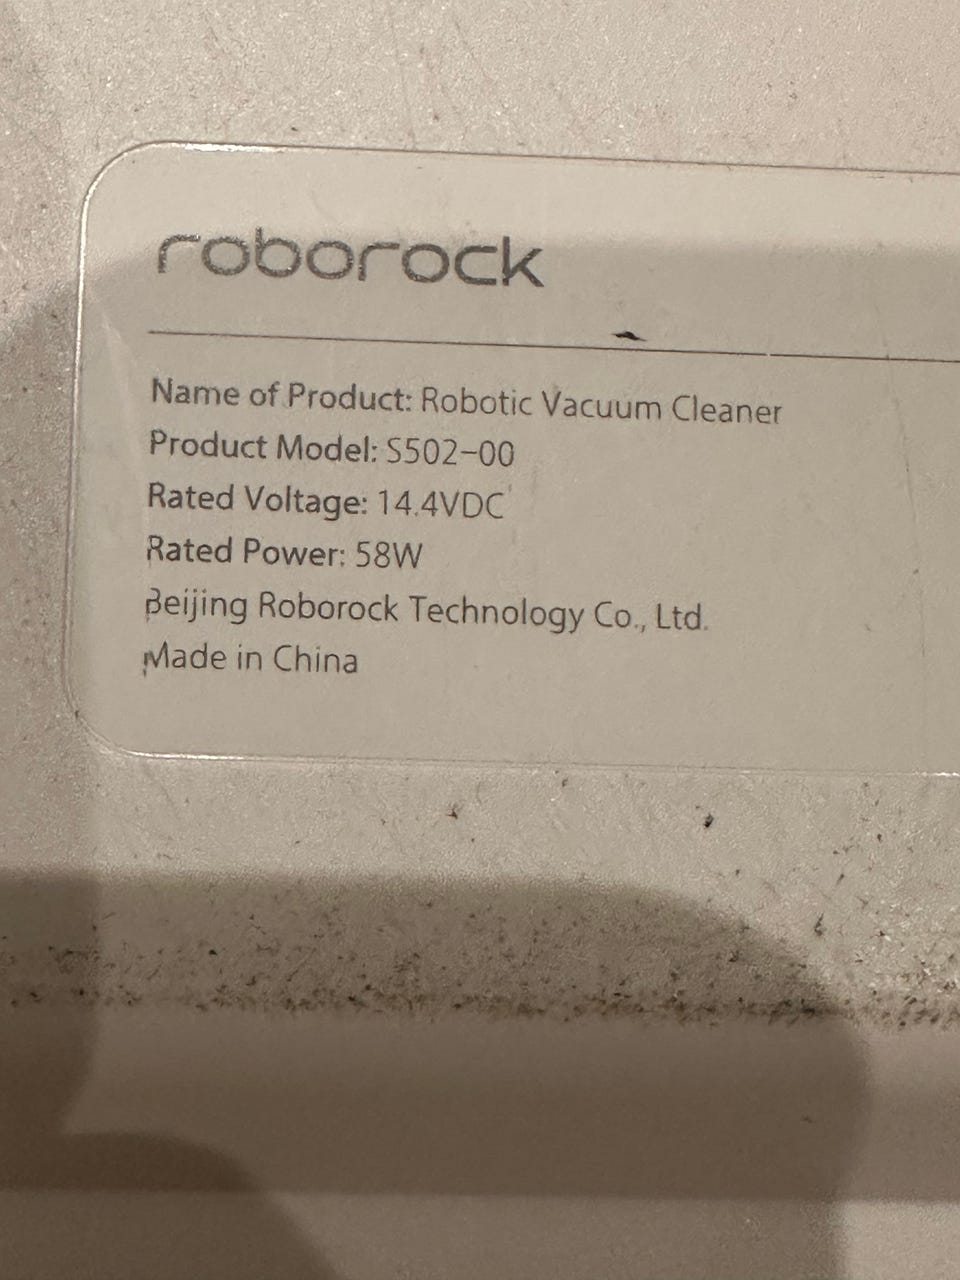 roborock
Name of Product: Robotic Vacuum Cleaner
Product Model: S502-00
Rated Voltage: 14.4VDC
Rated Power: 58W
Beijing Roborock Technology Co., Ltd.
Made in China